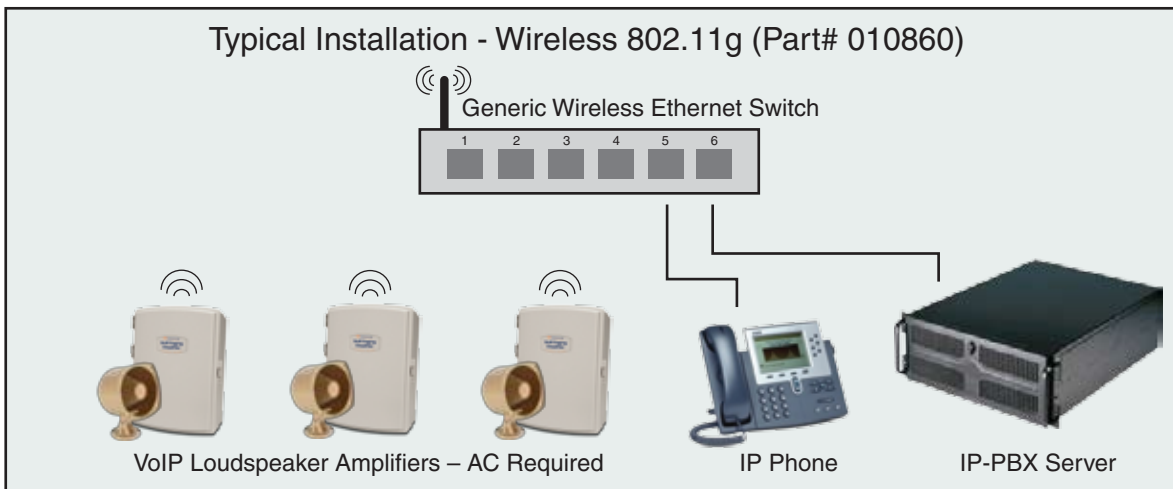 Typical Installation - Wireless 802.11g (Part# 010860)
Generic Wireless Ethernet Switch
1 2 3 4 5 6
VoIP Loudspeaker Amplifiers – AC Required
IP Phone
IP-PBX Server